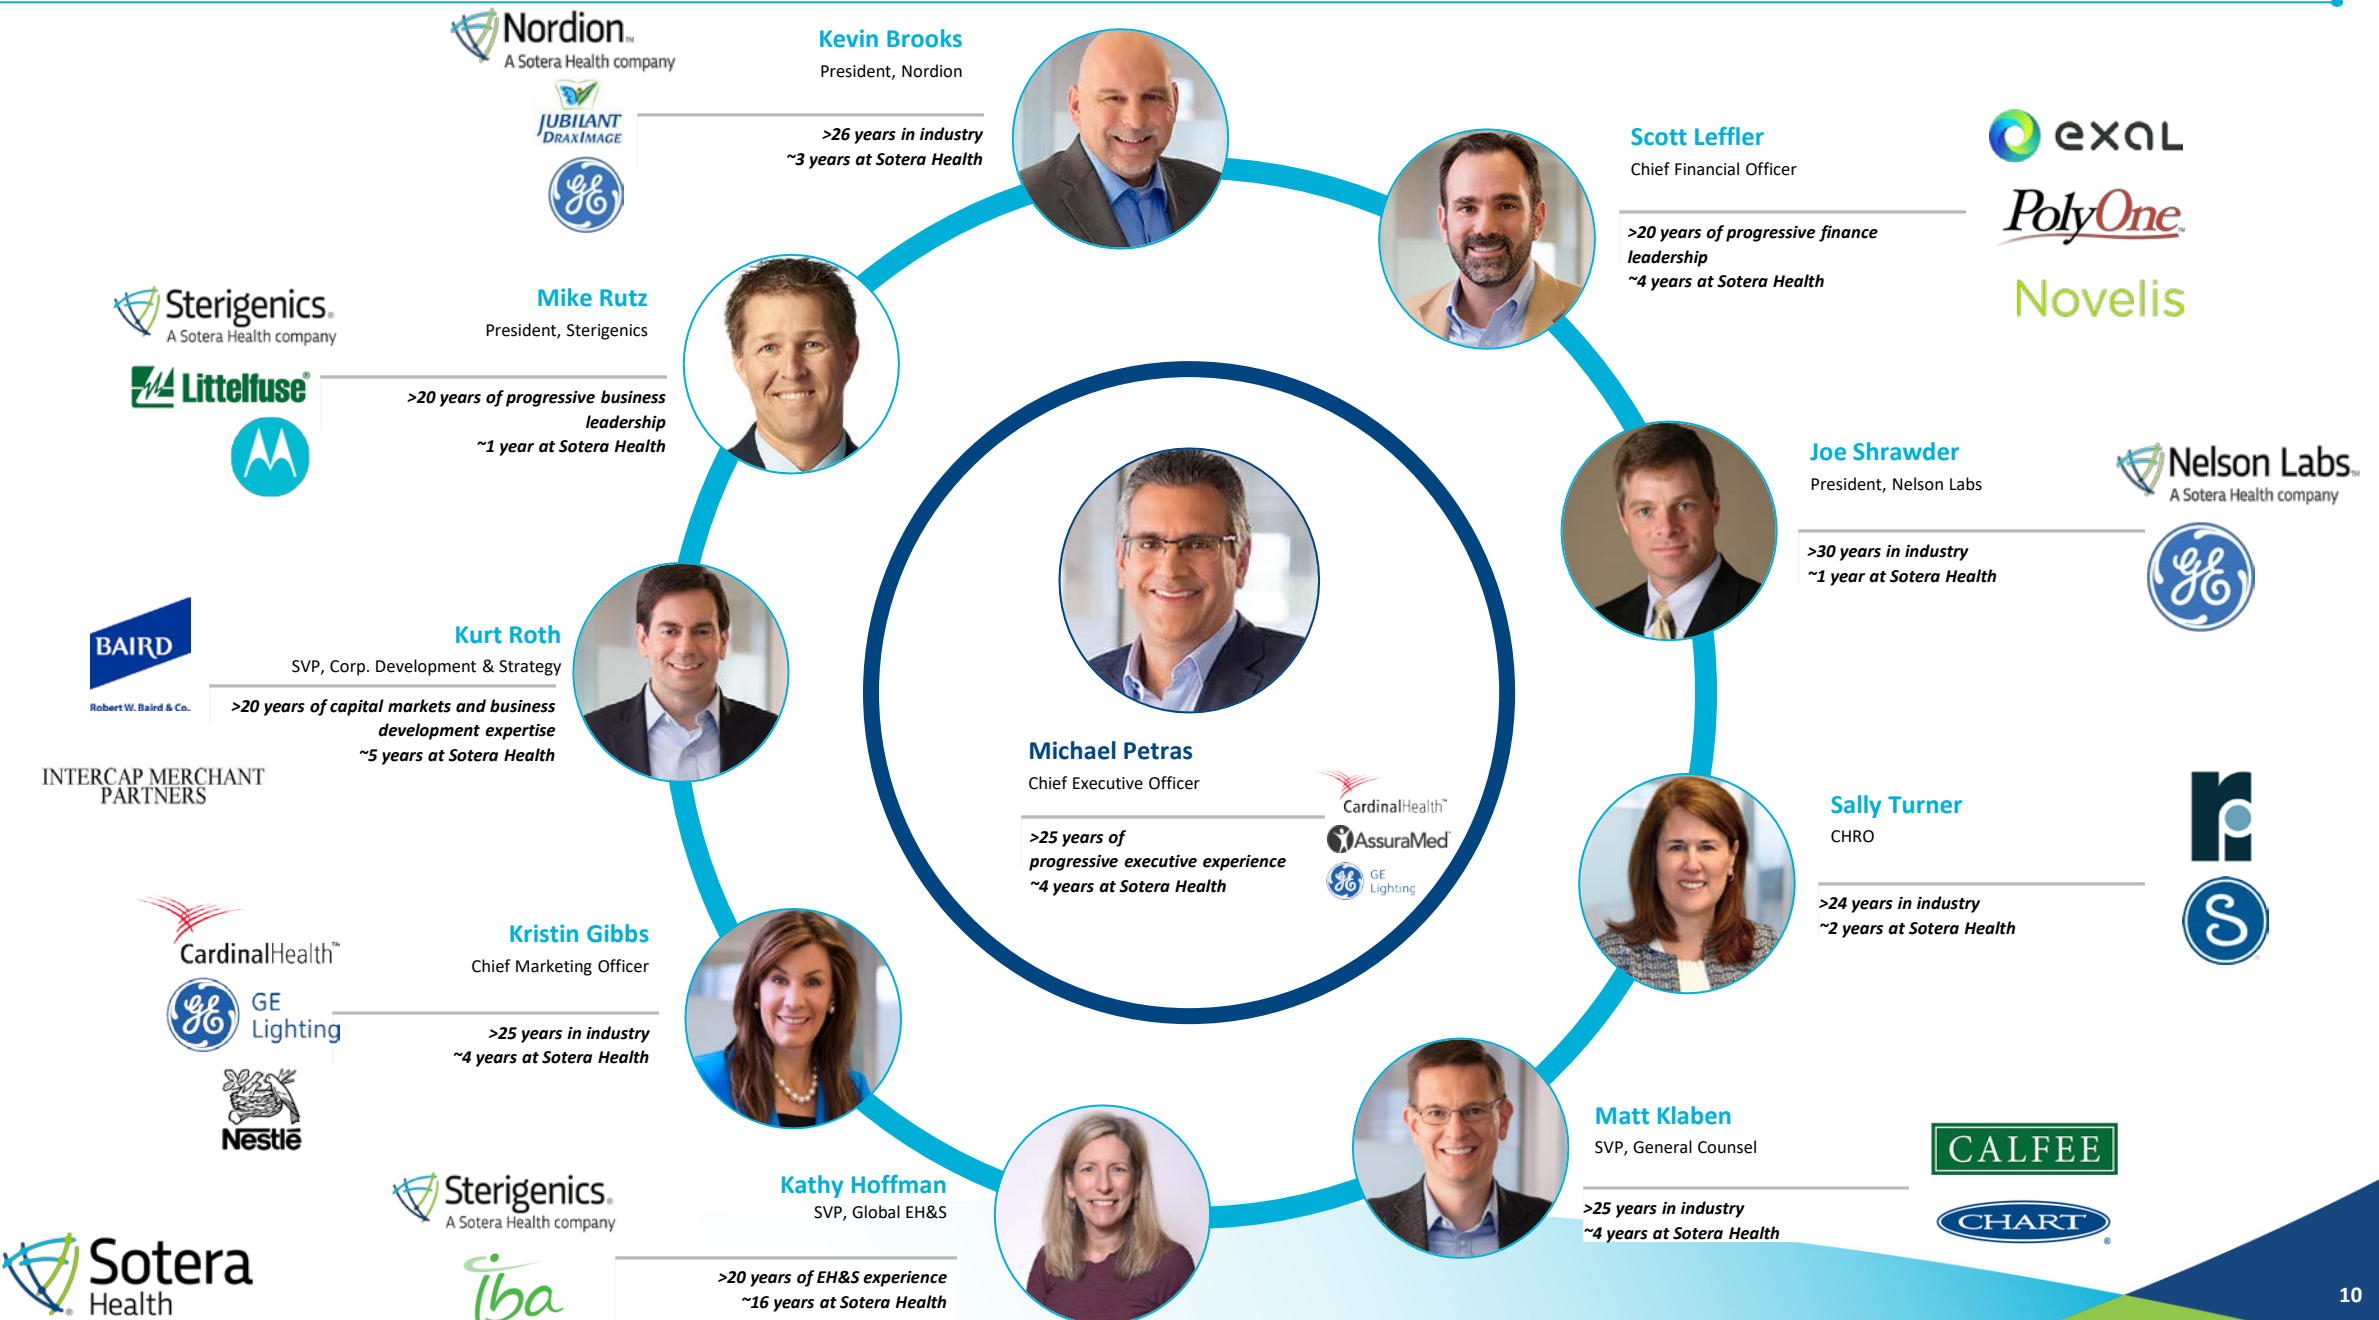 Nordion™
A Sotera Health company
JUBILANT
DRAXIMAGE
GE
Kevin Brooks
President, Nordion
>26 years in industry
~3 years at Sotera Health
Scott Leffler
Chief Financial Officer
>20 years of progressive finance
leadership
~4 years at Sotera Health
exal
PolyOne™
Novelis
Sterigenics®
A Sotera Health company
Littelfuse®
Mike Rutz
President, Sterigenics
>20 years of progressive business
leadership
~1 year at Sotera Health
Joe Shrawder
President, Nelson Labs
>30 years in industry
~1 year at Sotera Health
Nelson Labs™
A Sotera Health company
GE
BAIRD
Robert W. Baird & Co.
INTERCAP MERCHANT
PARTNERS
Kurt Roth
SVP, Corp. Development & Strategy
>20 years of capital markets and business
development expertise
~5 years at Sotera Health
Michael Petras
Chief Executive Officer
>25 years of
progressive executive experience
~4 years at Sotera Health
CardinalHealth™
AssuraMed
GE
GE
Lighting
Sally Turner
CHRO
>24 years in industry
~2 years at Sotera Health
S
CardinalHealth™
GE
GE
Lighting
Nestlé
Kristin Gibbs
Chief Marketing Officer
>25 years in industry
~4 years at Sotera Health
Matt Klaben
SVP, General Counsel
>25 years in industry
~4 years at Sotera Health
CALFEE
CHART®
Sterigenics®
A Sotera Health company
iba
Kathy Hoffman
SVP, Global EH&S
>20 years of EH&S experience
~16 years at Sotera Health
Sotera
Health®
10